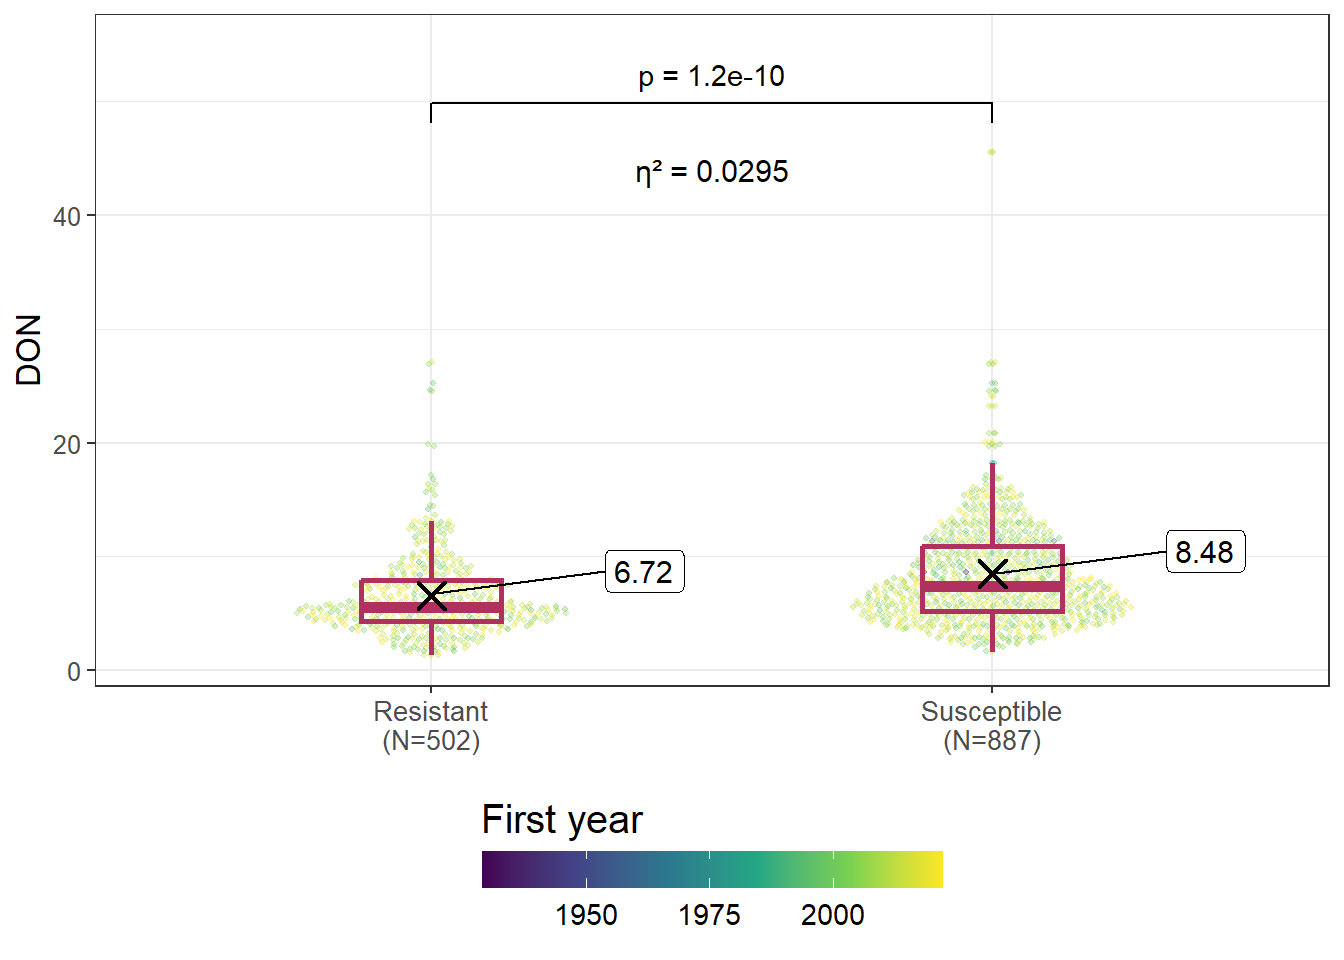 p = 1.2e-10
η² = 0.0295
DON
40
20
0
6.72
8.48
Resistant
(N=502)
Susceptible
(N=887)
First year
1950
1975
2000